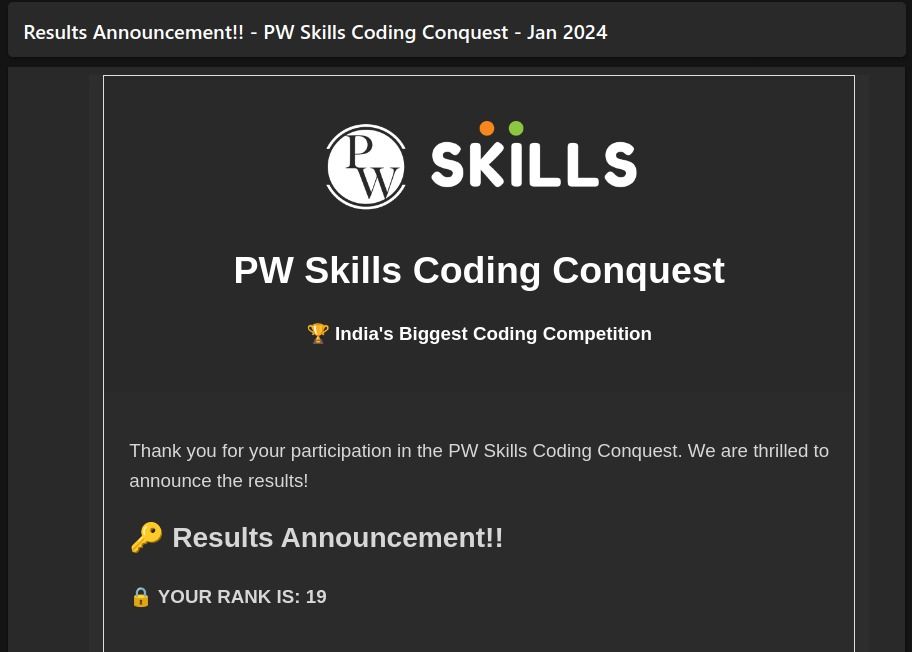 Results Announcement!! - PW Skills Coding Conquest - Jan 2024
PW SKILLS
PW Skills Coding Conquest
🏆 India's Biggest Coding Competition
Thank you for your participation in the PW Skills Coding Conquest. We are thrilled to
announce the results!
🔑 Results Announcement!!
🔒 YOUR RANK IS: 19